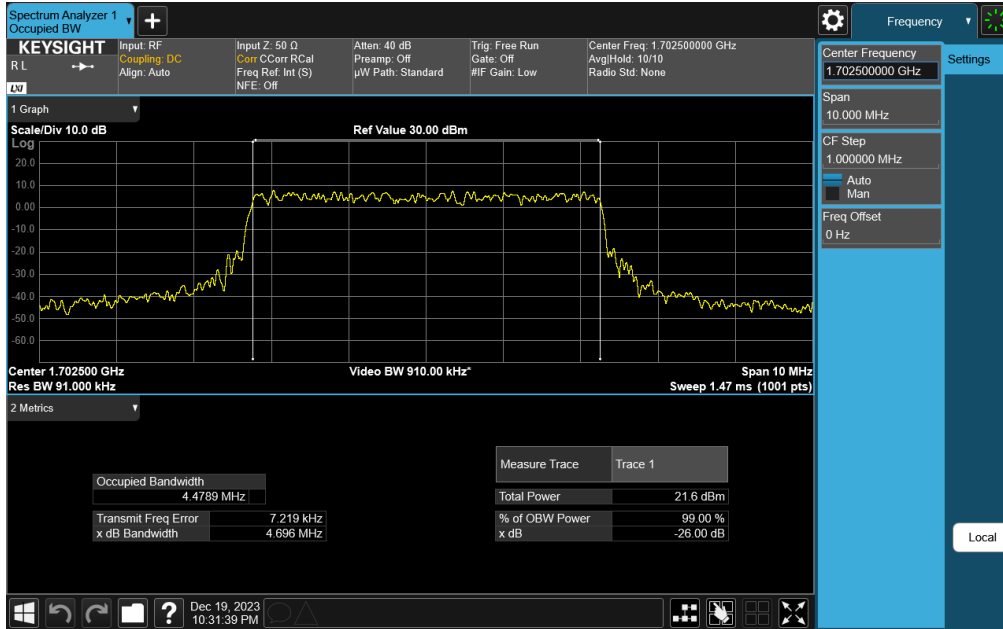 Spectrum Analyzer 1
Occupied BW
Frequency
KEYSIGHT
R L
LXI
Input: RF
Coupling: DC
Align: Auto
Input Z: 50 Ω
Corr CCorr RCal
Freq Ref: Int (S)
NFE: Off
Atten: 40 dB
Preamp: Off
µW Path: Standard
Trig: Free Run
Gate: Off
#IF Gain: Low
Center Freq: 1.702500000 GHz
Avg|Hold: 10/10
Radio Std: None
Center Frequency
1.702500000 GHz
Settings
Span
10.000 MHz
CF Step
1.000000 MHz
Auto
Man
Freq Offset
0 Hz
Local
1 Graph
Scale/Div 10.0 dB
Ref Value 30.00 dBm
Log
20.0
10.0
0.00
-10.0
-20.0
-30.0
-40.0
-50.0
-60.0
Center 1.702500 GHz
Video BW 910.00 kHz*
Span 10 MHz
Res BW 91.000 kHz
Sweep 1.47 ms (1001 pts)
2 Metrics
Measure Trace Trace 1
Occupied Bandwidth
4.4789 MHz
Total Power 21.6 dBm
Transmit Freq Error 7.219 kHz
% of OBW Power 99.00 %
x dB Bandwidth 4.696 MHz
x dB -26.00 dB
?
Dec 19, 2023
10:31:39 PM